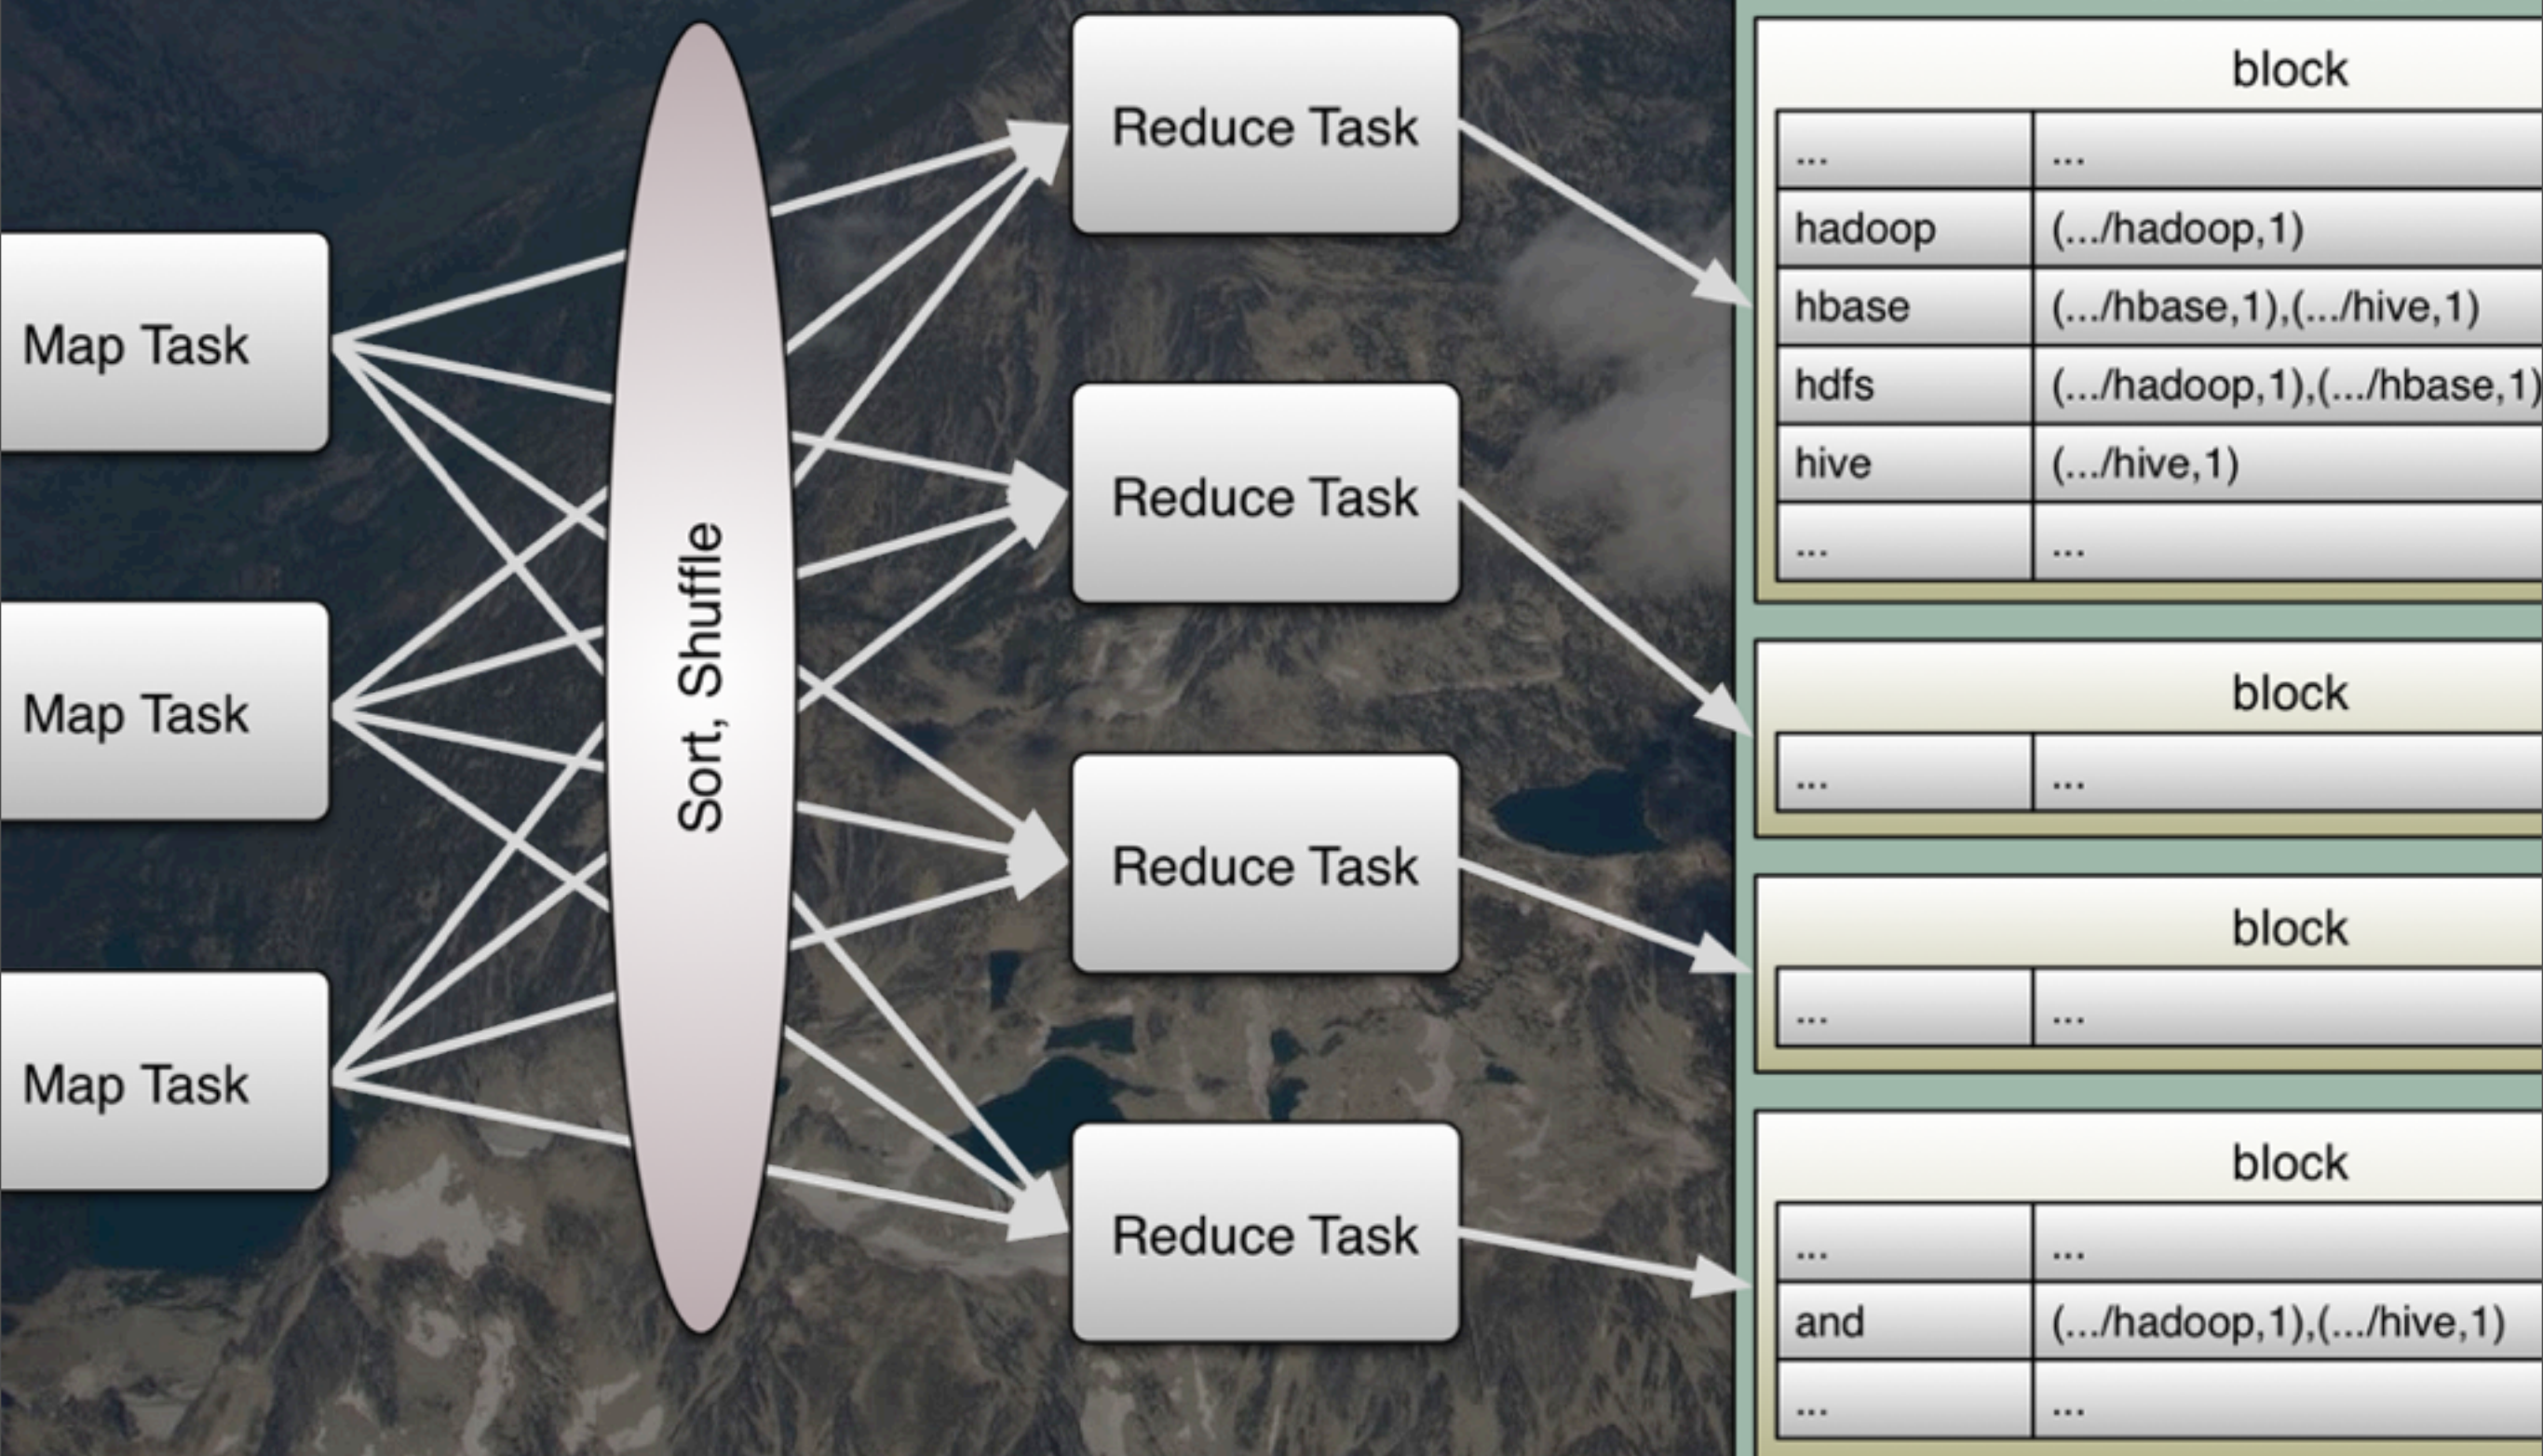 Map Task
Map Task
Map Task
Sort, Shuffle
Reduce Task
Reduce Task
Reduce Task
Reduce Task
block
... ...
hadoop (.../hadoop,1)
hbase (.../hbase,1),(.../hive,1)
hdfs (.../hadoop,1),(.../hbase,1)
hive (.../hive,1)
... ...
block
... ...
block
... ...
block
... ...
and (.../hadoop,1),(.../hive,1)
... ...